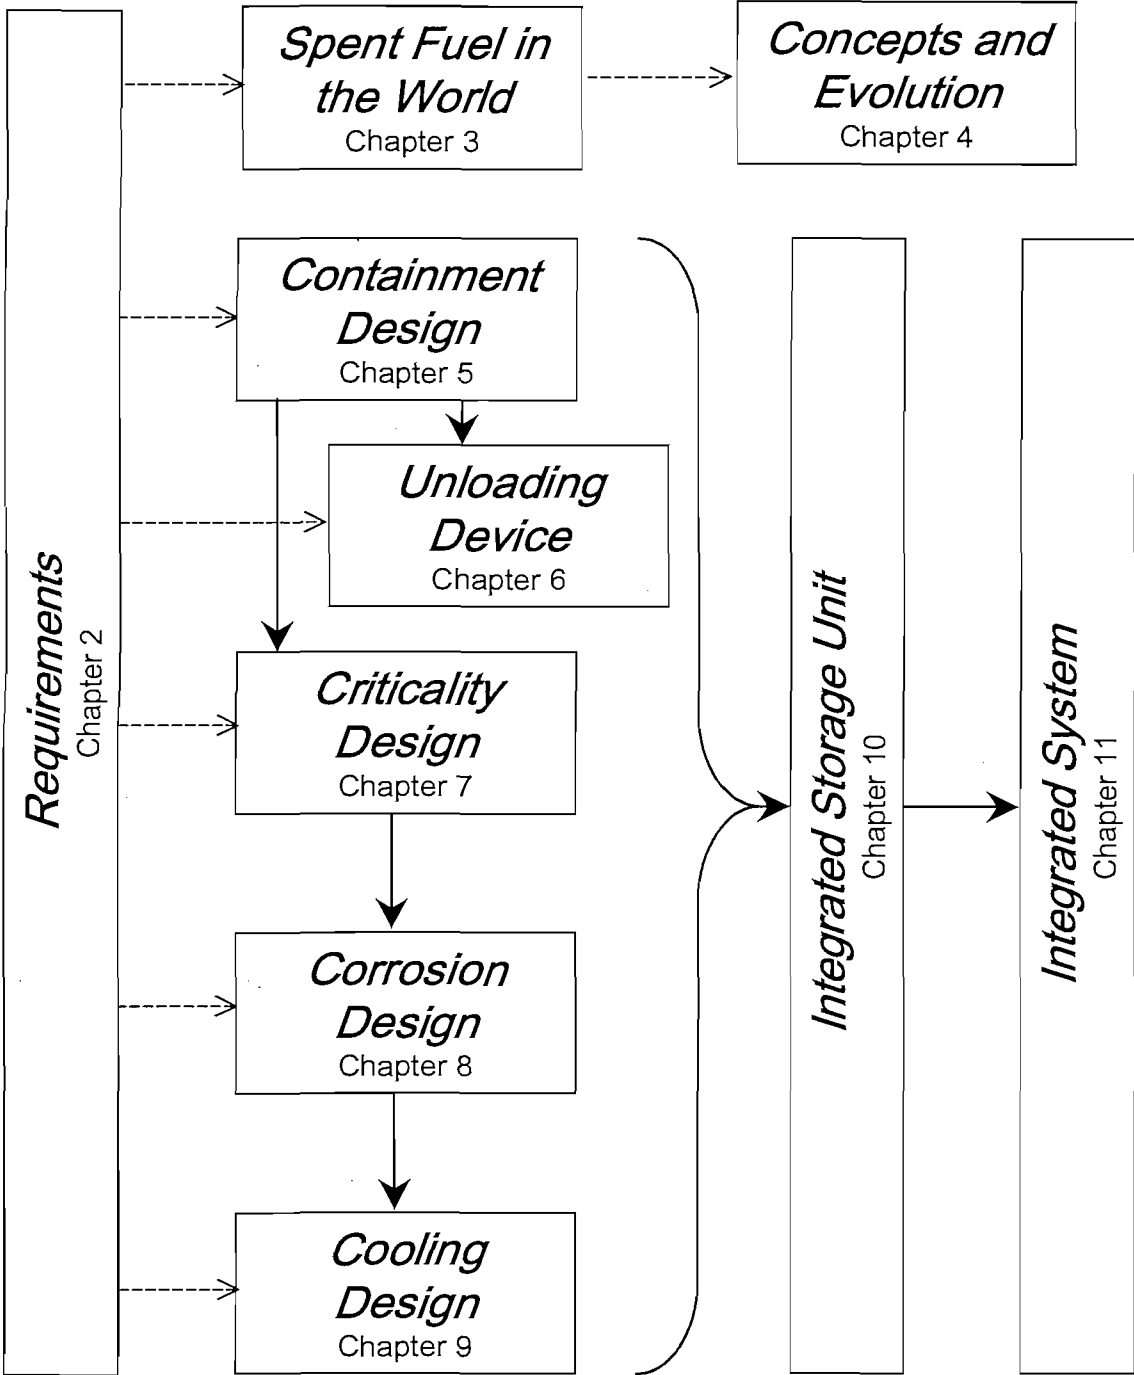 Spent Fuel in
the World
Chapter 3
Concepts and
Evolution
Chapter 4
Requirements
Chapter 2
Containment
Design
Chapter 5
Unloading
Device
Chapter 6
Criticality
Design
Chapter 7
Corrosion
Design
Chapter 8
Cooling
Design
Chapter 9
Integrated Storage Unit
Chapter 10
Integrated System
Chapter 11